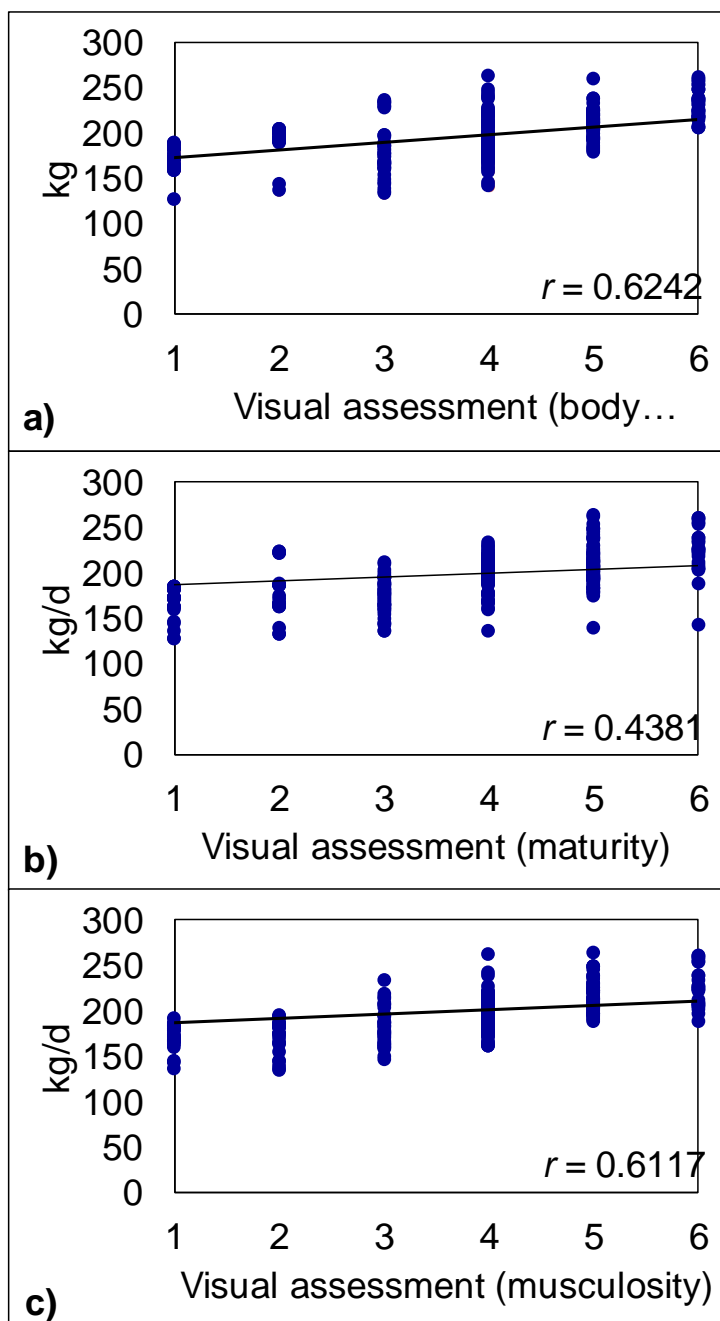 300
250
200
150
100
50
0
kg
r = 0.6242
1 2 3 4 5 6
Visual assessment (body…
a)
300
250
200
150
100
50
0
kg/d
r = 0.4381
1 2 3 4 5 6
Visual assessment (maturity)
b)
300
250
200
150
100
50
0
kg/d
r = 0.6117
1 2 3 4 5 6
Visual assessment (musculosity)
c)